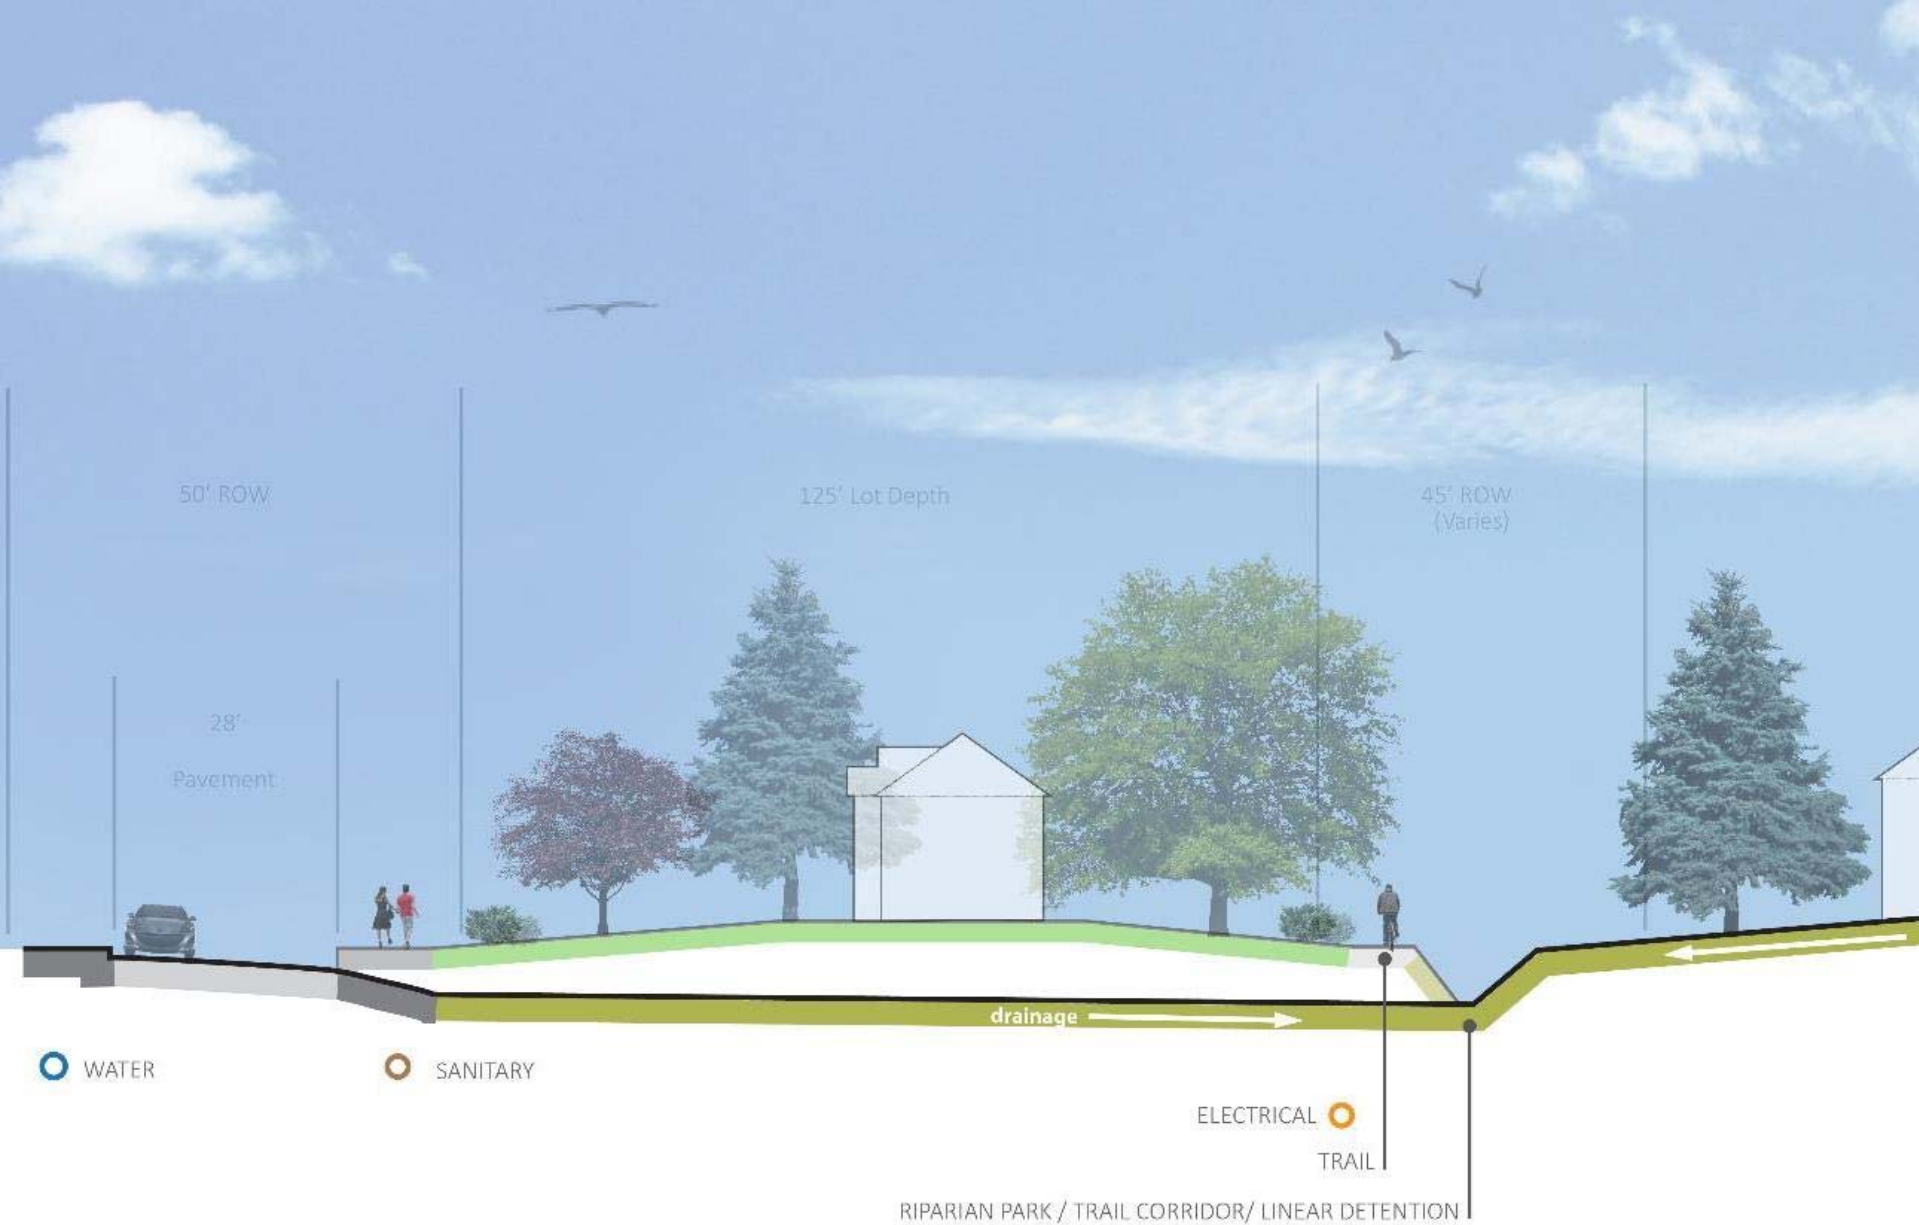 50' ROW
125' Lot Depth
45' ROW
(Varies)
28'
Pavement
drainage
WATER
SANITARY
ELECTRICAL
TRAIL
RIPARIAN PARK / TRAIL CORRIDOR/ LINEAR DETENTION